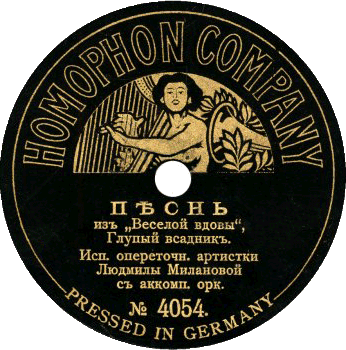 HOMOPHON COMPANY
ПѢСНЬ
изъ „Веселой вдовы“,
Глупый всадникъ.
Исп. опереточн. артистки
Людмилы Милановой
съ аккомп. орк.
№ 4054.
PRESSED IN GERMANY